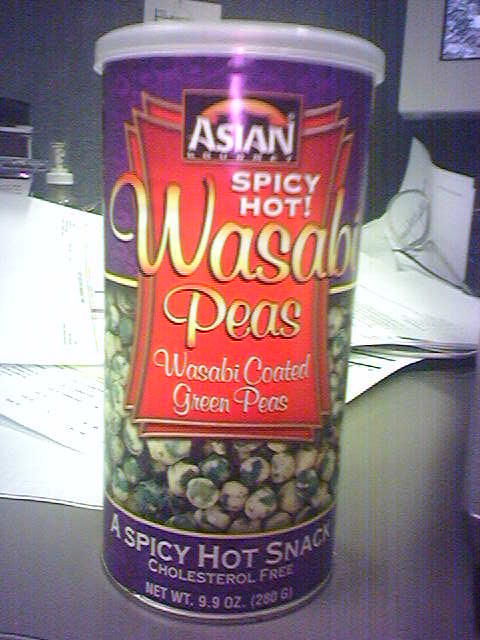 ASIAN
GOURMET
SPICY
HOT!
Wasabi
Peas
Wasabi Coated
Green Peas
A SPICY HOT SNACK
CHOLESTEROL FREE
NET WT. 9.9 OZ. (280 G)